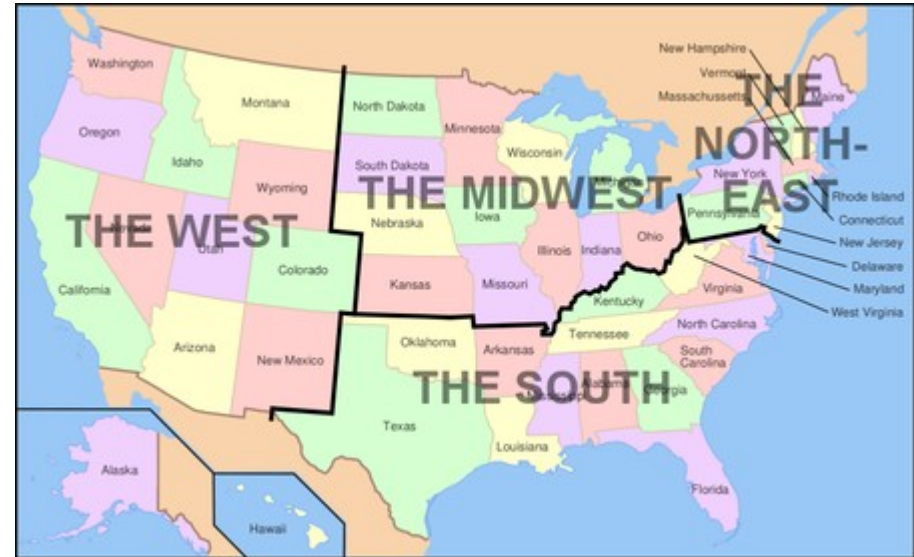 New Hampshire
Washington
Vermont
THE
Montana
North Dakota
Massachusetts
Maine
Oregon
Minnesota
NORTH-
Wisconsin
Idaho
South Dakota
Michigan
New York
EAST
Wyoming
THE MIDWEST
Rhode Island
THE WEST
Nevada
Nebraska
Iowa
Pennsylvania
Connecticut
Utah
Illinois
Indiana
Ohio
New Jersey
Colorado
Delaware
California
Kansas
Missouri
Virginia
Maryland
Kentucky
West Virginia
North Carolina
Tennessee
Arizona
Oklahoma
Arkansas
South
Carolina
New Mexico
THE SOUTH
Mississippi
Alabama
Georgia
Texas
Louisiana
Alaska
Florida
Hawaii